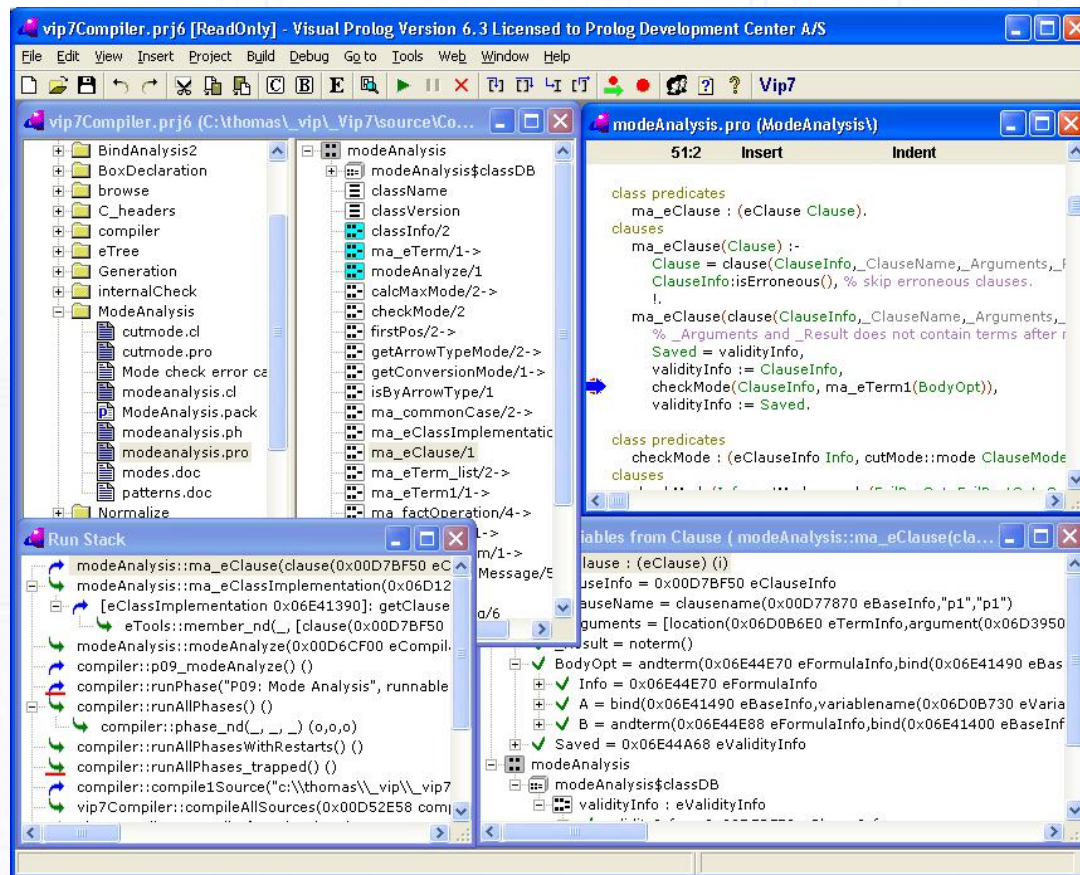 vip7Compiler.prj6 [ReadOnly] - Visual Prolog Version 6.3 Licensed to Prolog Development Center A/S
File Edit View Insert Project Build Debug Go to Tools Web Window Help
C B E Vip7
vip7Compiler.prj6 (C:\thomas\_vip\_Vip7\source\Co...
BindAnalysis2
BoxDeclaration
browse
C_headers
compiler
eTree
Generation
internalCheck
ModeAnalysis
cutmode.cl
cutmode.pro
Mode check error ca
modeanalysis.cl
ModeAnalysis.pack
modeanalysis.ph
modeanalysis.pro
modes.doc
patterns.doc
Normalize
modeAnalysis
modeAnalysis$classDB
className
classVersion
classInfo/2
ma_eTerm/1->
modeAnalyze/1
calcMaxMode/2->
checkMode/2
firstPos/2->
getArrowTypeMode/2->
getConversionMode/1->
isByArrowType/1
ma_commonCase/2->
ma_eClassImplementatic
ma_eClause/1
ma_eTerm_list/2->
ma_eTerm1/1->
ma_factOperation/4->
1->
m/1->
Message/5
a/6
modeAnalysis.pro (ModeAnalysis\)
51:2 Insert Indent
class predicates
ma_eClause : (eClause Clause).
clauses
ma_eClause(Clause) :-
Clause = clause(ClauseInfo,_ClauseName,_Arguments,_F
ClauseInfo:isErroneous(), % skip erroneous clauses.
!.
ma_eClause(clause(ClauseInfo,_ClauseName,_Arguments,_
% _Arguments and _Result does not contain terms after
Saved = validityInfo,
validityInfo := ClauseInfo,
checkMode(ClauseInfo, ma_eTerm1(BodyOpt)),
validityInfo := Saved.
class predicates
checkMode : (eClauseInfo Info, cutMode::mode ClauseMode
clauses
Run Stack
modeAnalysis::ma_eClause(clause(0x00D7BF50 eC
modeAnalysis::ma_eClassImplementation(0x06D12
[eClassImplementation 0x06E41390]: getClause
eTools::member_nd(_, [clause(0x00D7BF50
modeAnalysis::modeAnalyze(0x00D6CF00 eCompil
compiler::p09_modeAnalyze() ()
compiler::runPhase("P09: Mode Analysis", runnable
compiler::runAllPhases() ()
compiler::phase_nd(_, _, _) (o,o,o)
compiler::runAllPhasesWithRestarts() ()
compiler::runAllPhases_trapped() ()
compiler::compile1Source("c:\\thomas\\_vip\\_vip7
vip7Compiler::compileAllSources(0x00D52E58 comp
iables from Clause ( modeAnalysis::ma_eClause(cla...
lause : (eClause) (i)
useInfo = 0x00D7BF50 eClauseInfo
auseName = clausename(0x00D77870 eBaseInfo,"p1","p1")
guments = [location(0x06D0B6E0 eTermInfo,argument(0x06D3950
_Result = noterm()
BodyOpt = andterm(0x06E44E70 eFormulaInfo,bind(0x06E41490 eBas
Info = 0x06E44E70 eFormulaInfo
A = bind(0x06E41490 eBaseInfo,variablename(0x06D0B730 eVaria
B = andterm(0x06E44E88 eFormulaInfo,bind(0x06E41400 eBaseInf
Saved = 0x06E44A68 eValidityInfo
modeAnalysis
modeAnalysis$classDB
validityInfo : eValidityInfo